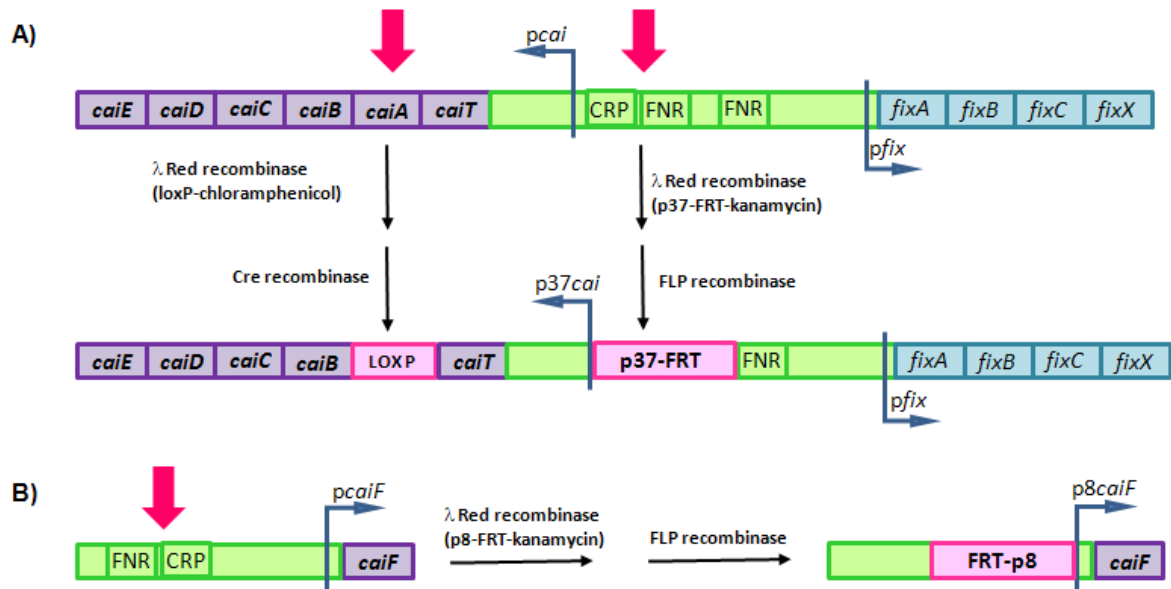 A)
pcai
caiE caiD caiC caiB caiA caiT CRP FNR FNR fixA fixB fixC fixX
pfix
λ Red recombinase
(loxP-chloramphenicol)
λ Red recombinase
(p37-FRT-kanamycin)
Cre recombinase
FLP recombinase
p37cai
caiE caiD caiC caiB LOXP caiT p37-FRT FNR fixA fixB fixC fixX
pfix
B)
pcaiF
FNR CRP caiF
λ Red recombinase
(p8-FRT-kanamycin)
FLP recombinase
p8caiF
FRT-p8 caiF